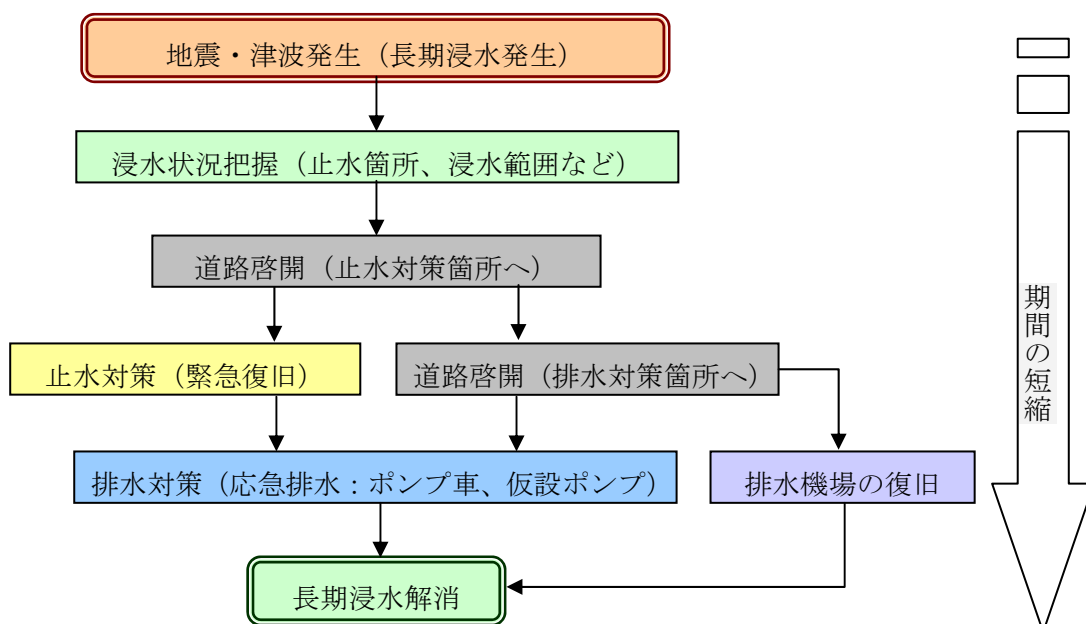 地震・津波発生（長期浸水発生）
浸水状況把握（止水箇所、浸水範囲など）
道路啓開（止水対策箇所へ）
止水対策（緊急復旧）
道路啓開（排水対策箇所へ）
排水対策（応急排水：ポンプ車、仮設ポンプ）
排水機場の復旧
長期浸水解消
期間の短縮